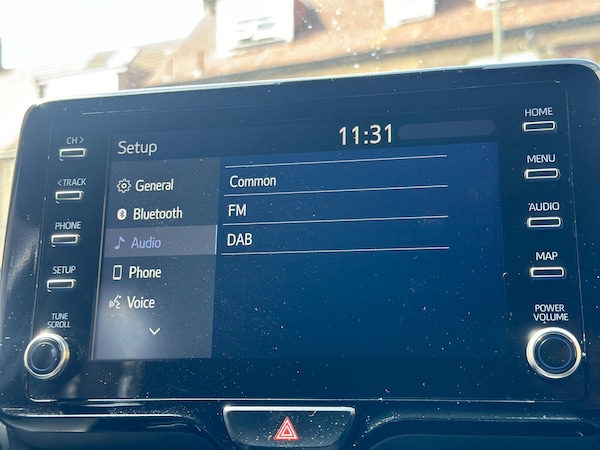 CH >
< TRACK
PHONE
SETUP
TUNE
SCROLL
Setup
11:31
General
Bluetooth
Audio
Phone
Voice
Common
FM
DAB
HOME
MENU
AUDIO
MAP
POWER
VOLUME